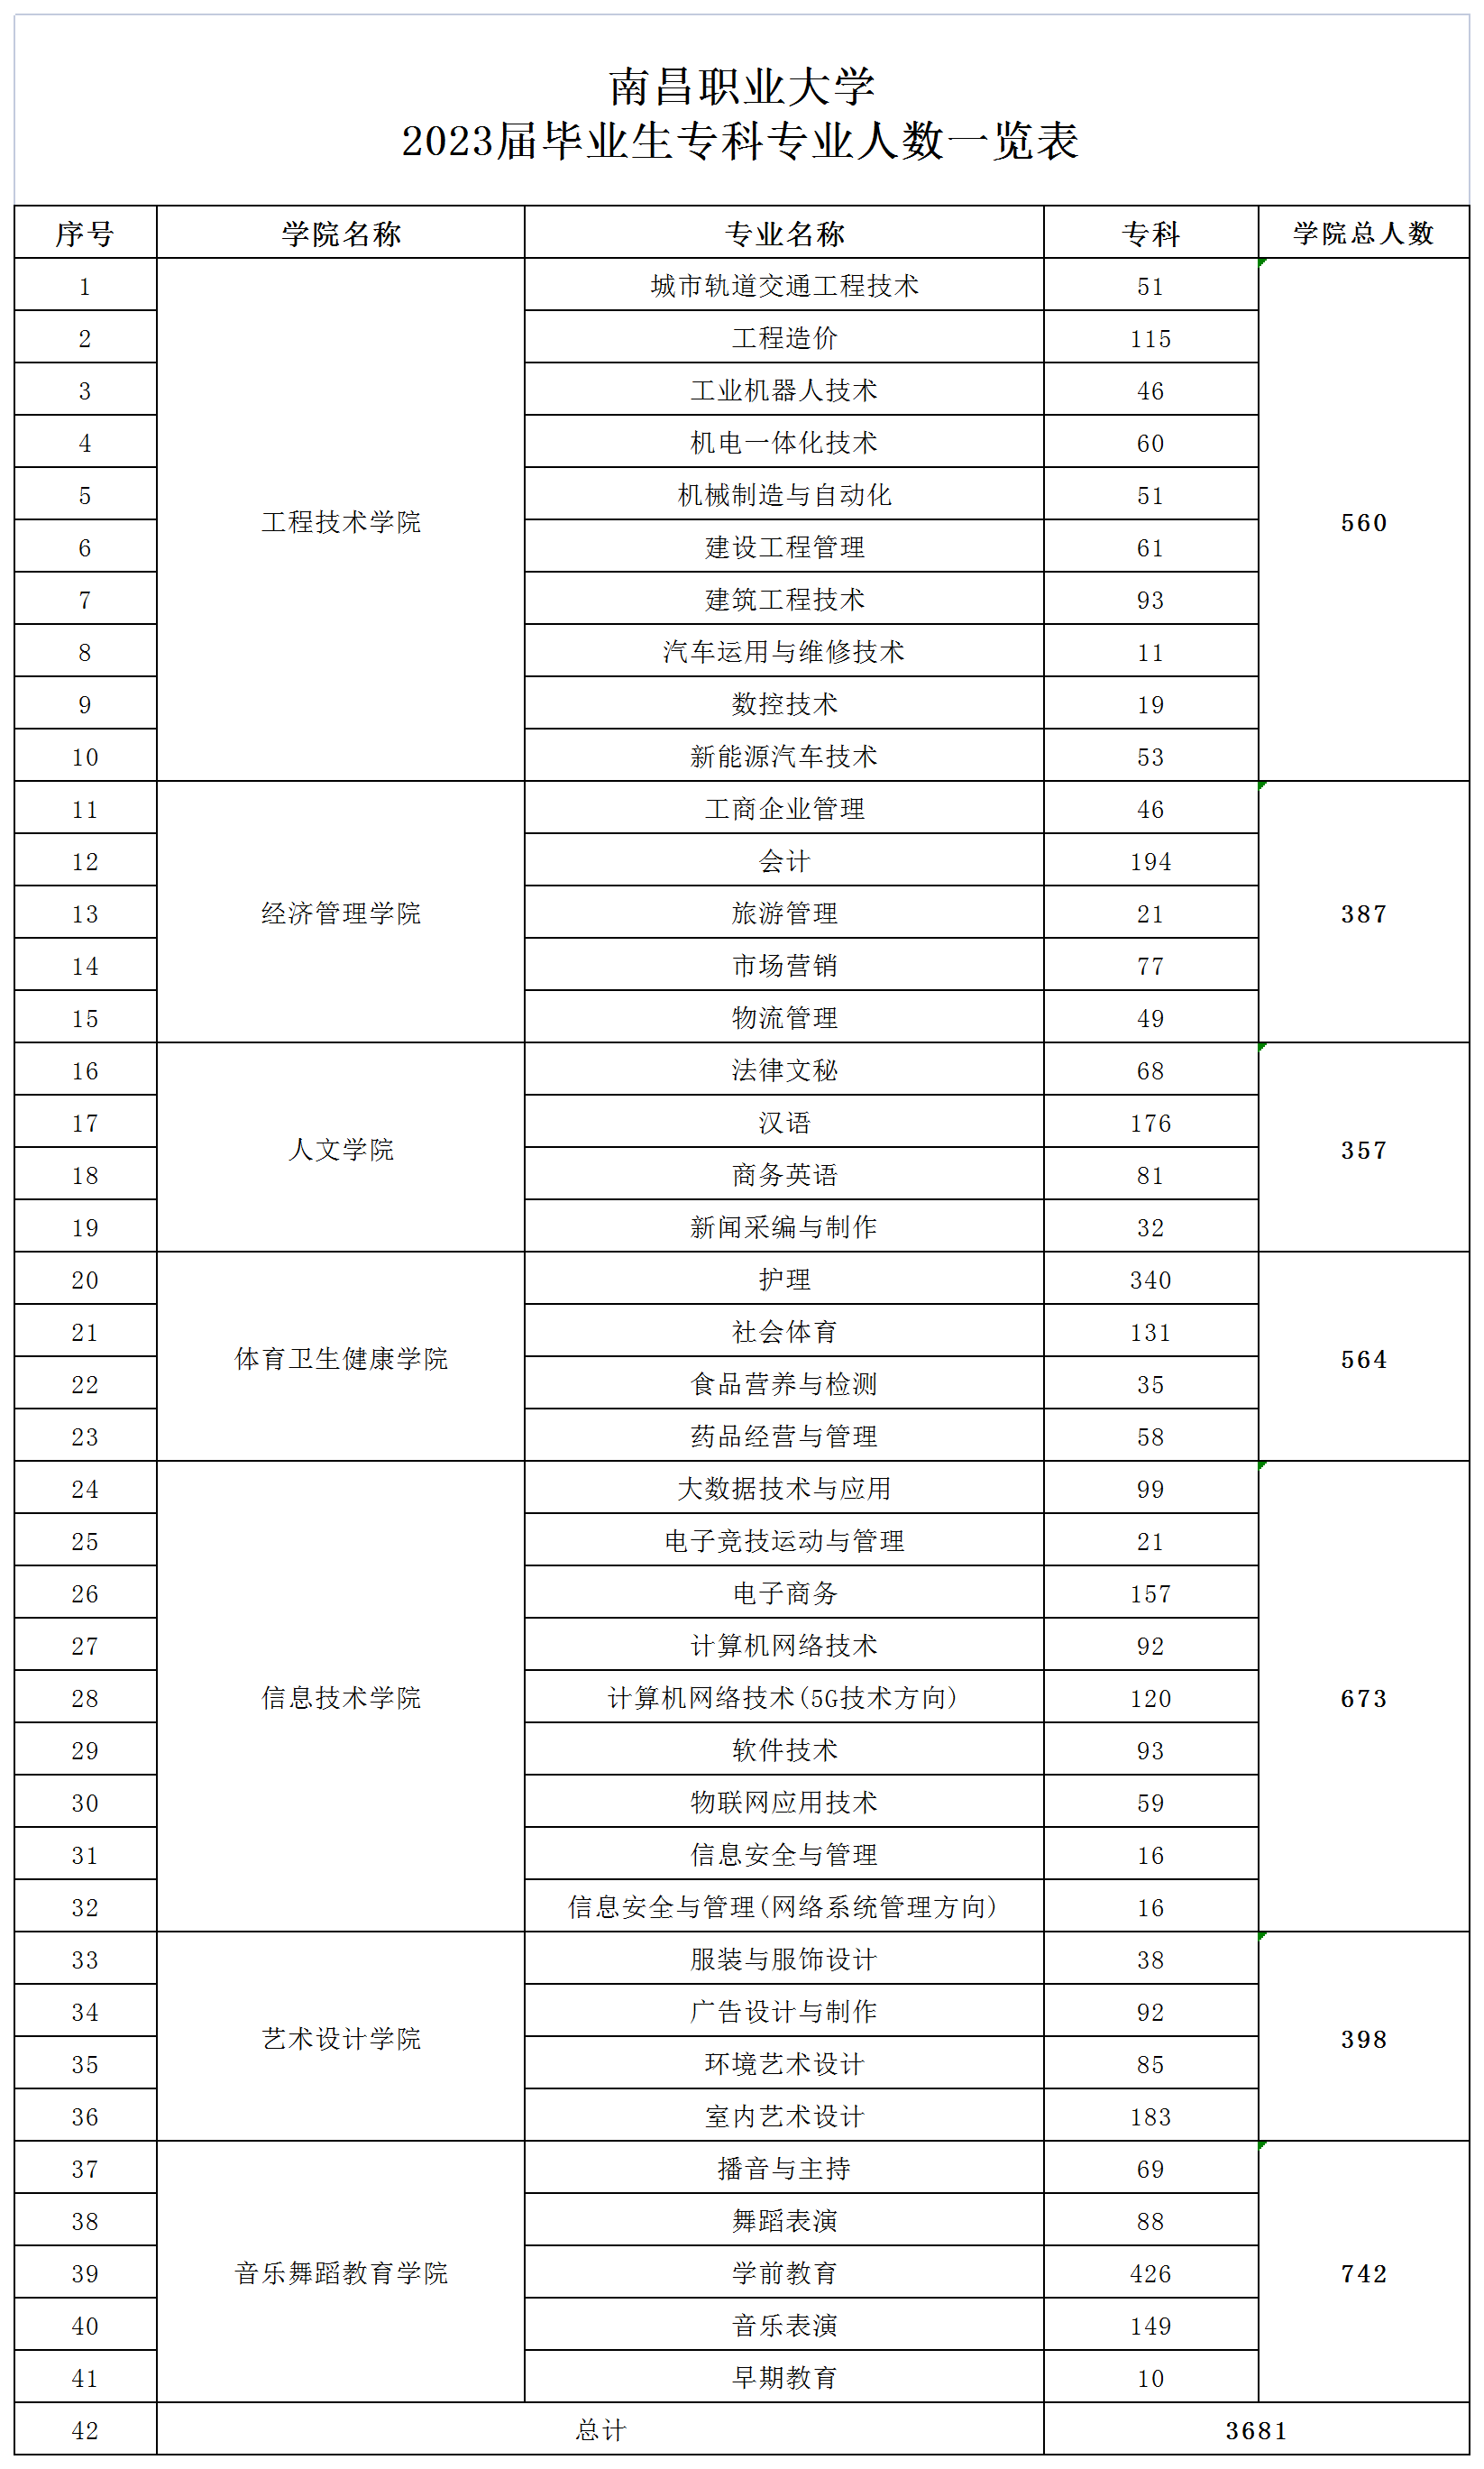 南昌职业大学
2023届毕业生专科专业人数一览表
序号 学院名称 专业名称 专科 学院总人数
1 城市轨道交通工程技术 51
2 工程造价 115
3 工业机器人技术 46
4 机电一体化技术 60
5 机械制造与自动化 51
工程技术学院 560
6 建设工程管理 61
7 建筑工程技术 93
8 汽车运用与维修技术 11
9 数控技术 19
10 新能源汽车技术 53
11 工商企业管理 46
12 会计 194
13 经济管理学院 旅游管理 21 387
14 市场营销 77
15 物流管理 49
16 法律文秘 68
17 汉语 176
人文学院 357
18 商务英语 81
19 新闻采编与制作 32
20 护理 340
21 社会体育 131
体育卫生健康学院 564
22 食品营养与检测 35
23 药品经营与管理 58
24 大数据技术与应用 99
25 电子竞技运动与管理 21
26 电子商务 157
27 计算机网络技术 92
28 信息技术学院 计算机网络技术(5G技术方向) 120 673
29 软件技术 93
30 物联网应用技术 59
31 信息安全与管理 16
32 信息安全与管理(网络系统管理方向) 16
33 服装与服饰设计 38
34 广告设计与制作 92
艺术设计学院 398
35 环境艺术设计 85
36 室内艺术设计 183
37 播音与主持 69
38 舞蹈表演 88
39 音乐舞蹈教育学院 学前教育 426 742
40 音乐表演 149
41 早期教育 10
42 总计 3681